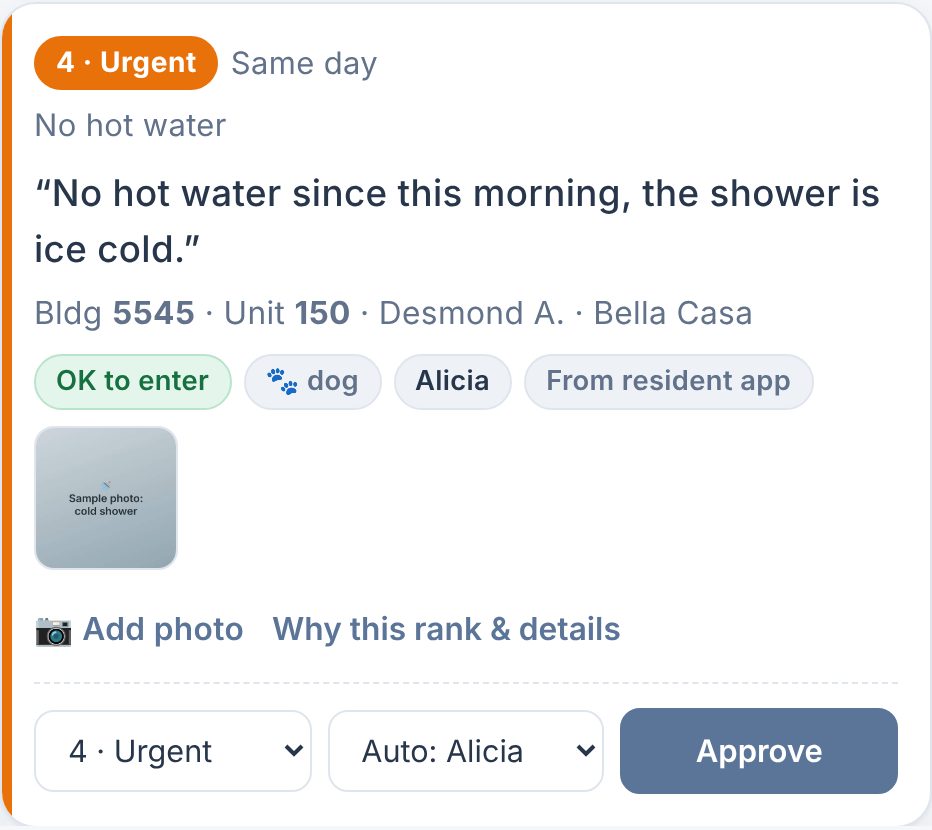 4 · Urgent Same day
No hot water
“No hot water since this morning, the shower is
ice cold.”
Bldg 5545 · Unit 150 · Desmond A. · Bella Casa
OK to enter 🐾 dog Alicia From resident app
Sample photo:
cold shower
📷 Add photo Why this rank & details
4 · Urgent Auto: Alicia Approve